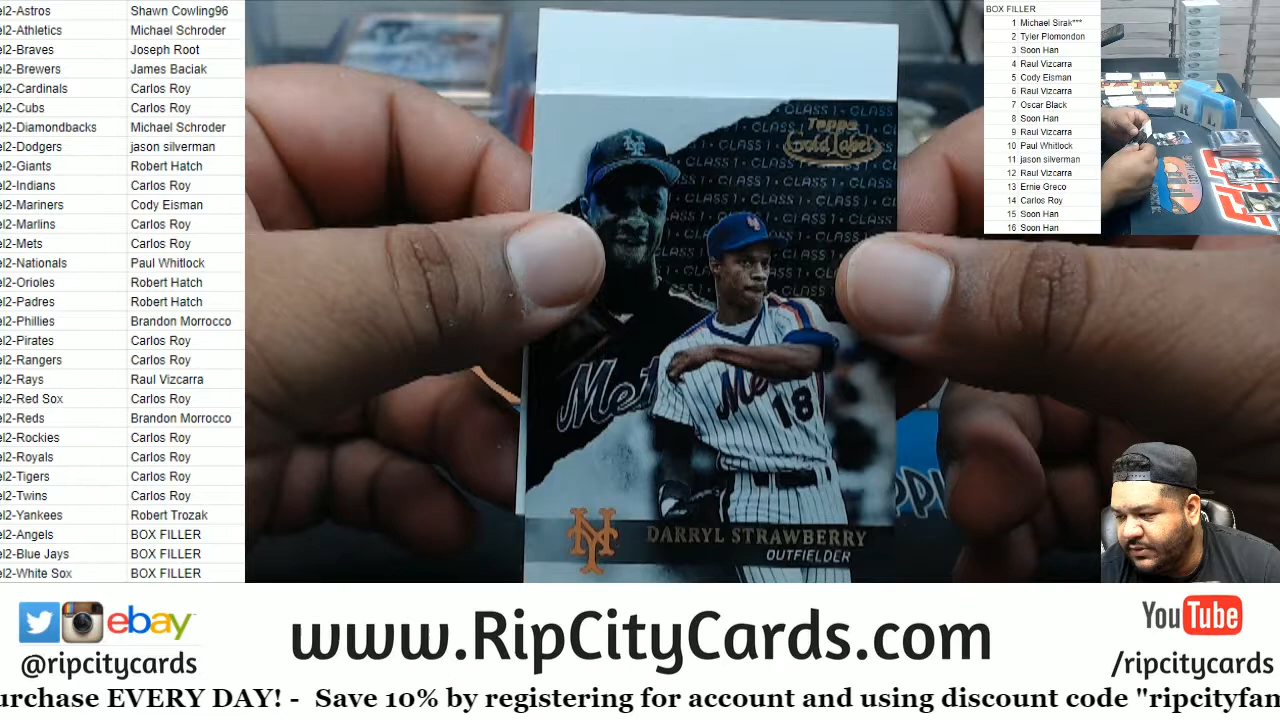 el2-Astros Shawn Cowling96
el2-Athletics Michael Schroder
el2-Braves Joseph Root
el2-Brewers James Baciak
el2-Cardinals Carlos Roy
el2-Cubs Carlos Roy
el2-Diamondbacks Michael Schroder
el2-Dodgers jason silverman
el2-Giants Robert Hatch
el2-Indians Carlos Roy
el2-Mariners Cody Eisman
el2-Marlins Carlos Roy
el2-Mets Carlos Roy
el2-Nationals Paul Whitlock
el2-Orioles Robert Hatch
el2-Padres Robert Hatch
el2-Phillies Brandon Morrocco
el2-Pirates Carlos Roy
el2-Rangers Carlos Roy
el2-Rays Raul Vizcarra
el2-Red Sox Carlos Roy
el2-Reds Brandon Morrocco
el2-Rockies Carlos Roy
el2-Royals Carlos Roy
el2-Tigers Carlos Roy
el2-Twins Carlos Roy
el2-Yankees Robert Trozak
el2-Angels BOX FILLER
el2-Blue Jays BOX FILLER
el2-White Sox BOX FILLER
Topps
Gold Label
CLASS 1 • CLASS 1 • CLASS 1
Mets
Me
18
NY
DARRYL STRAWBERRY
OUTFIELDER
BOX FILLER
1 Michael Sirak***
2 Tyler Plomondon
3 Soon Han
4 Raul Vizcarra
5 Cody Eisman
6 Raul Vizcarra
7 Oscar Black
8 Soon Han
9 Raul Vizcarra
10 Paul Whitlock
11 jason silverman
12 Raul Vizcarra
13 Ernie Greco
14 Carlos Roy
15 Soon Han
16 Soon Han
ebay
@ripcitycards
www.RipCityCards.com
YouTube
/ripcitycards
urchase EVERY DAY! - Save 10% by registering for account and using discount code "ripcityfan